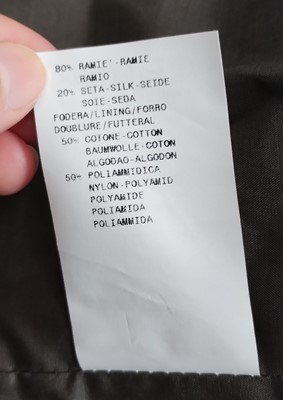 80% RAMIE'-RAMIE
RAMIO
20% SETA-SILK-SEIDE
SOIE-SEDA
FODERA/LINING/FORRO
DOUBLURE/FUTTERAL
50% COTONE-COTTON
BAUMWOLLE-COTON
ALGODAO-ALGODON
50% POLIAMMIDICA
NYLON-POLYAMID
POLYAMIDE
POLIAMIDA
POLIAMMIDA